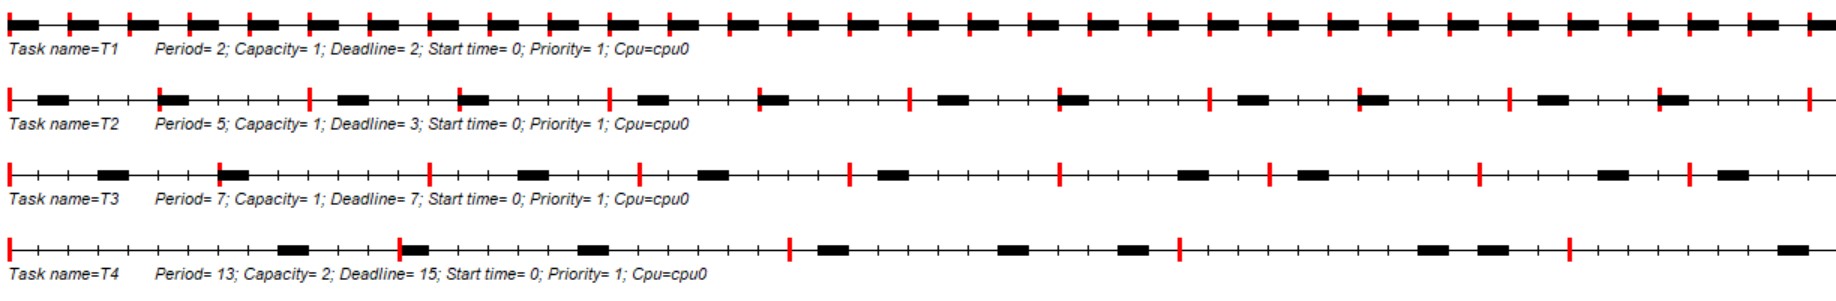 Task name=T1 Period= 2; Capacity= 1; Deadline= 2; Start time= 0; Priority= 1; Cpu=cpu0
Task name=T2 Period= 5; Capacity= 1; Deadline= 3; Start time= 0; Priority= 1; Cpu=cpu0
Task name=T3 Period= 7; Capacity= 1; Deadline= 7; Start time= 0; Priority= 1; Cpu=cpu0
Task name=T4 Period= 13; Capacity= 2; Deadline= 15; Start time= 0; Priority= 1; Cpu=cpu0